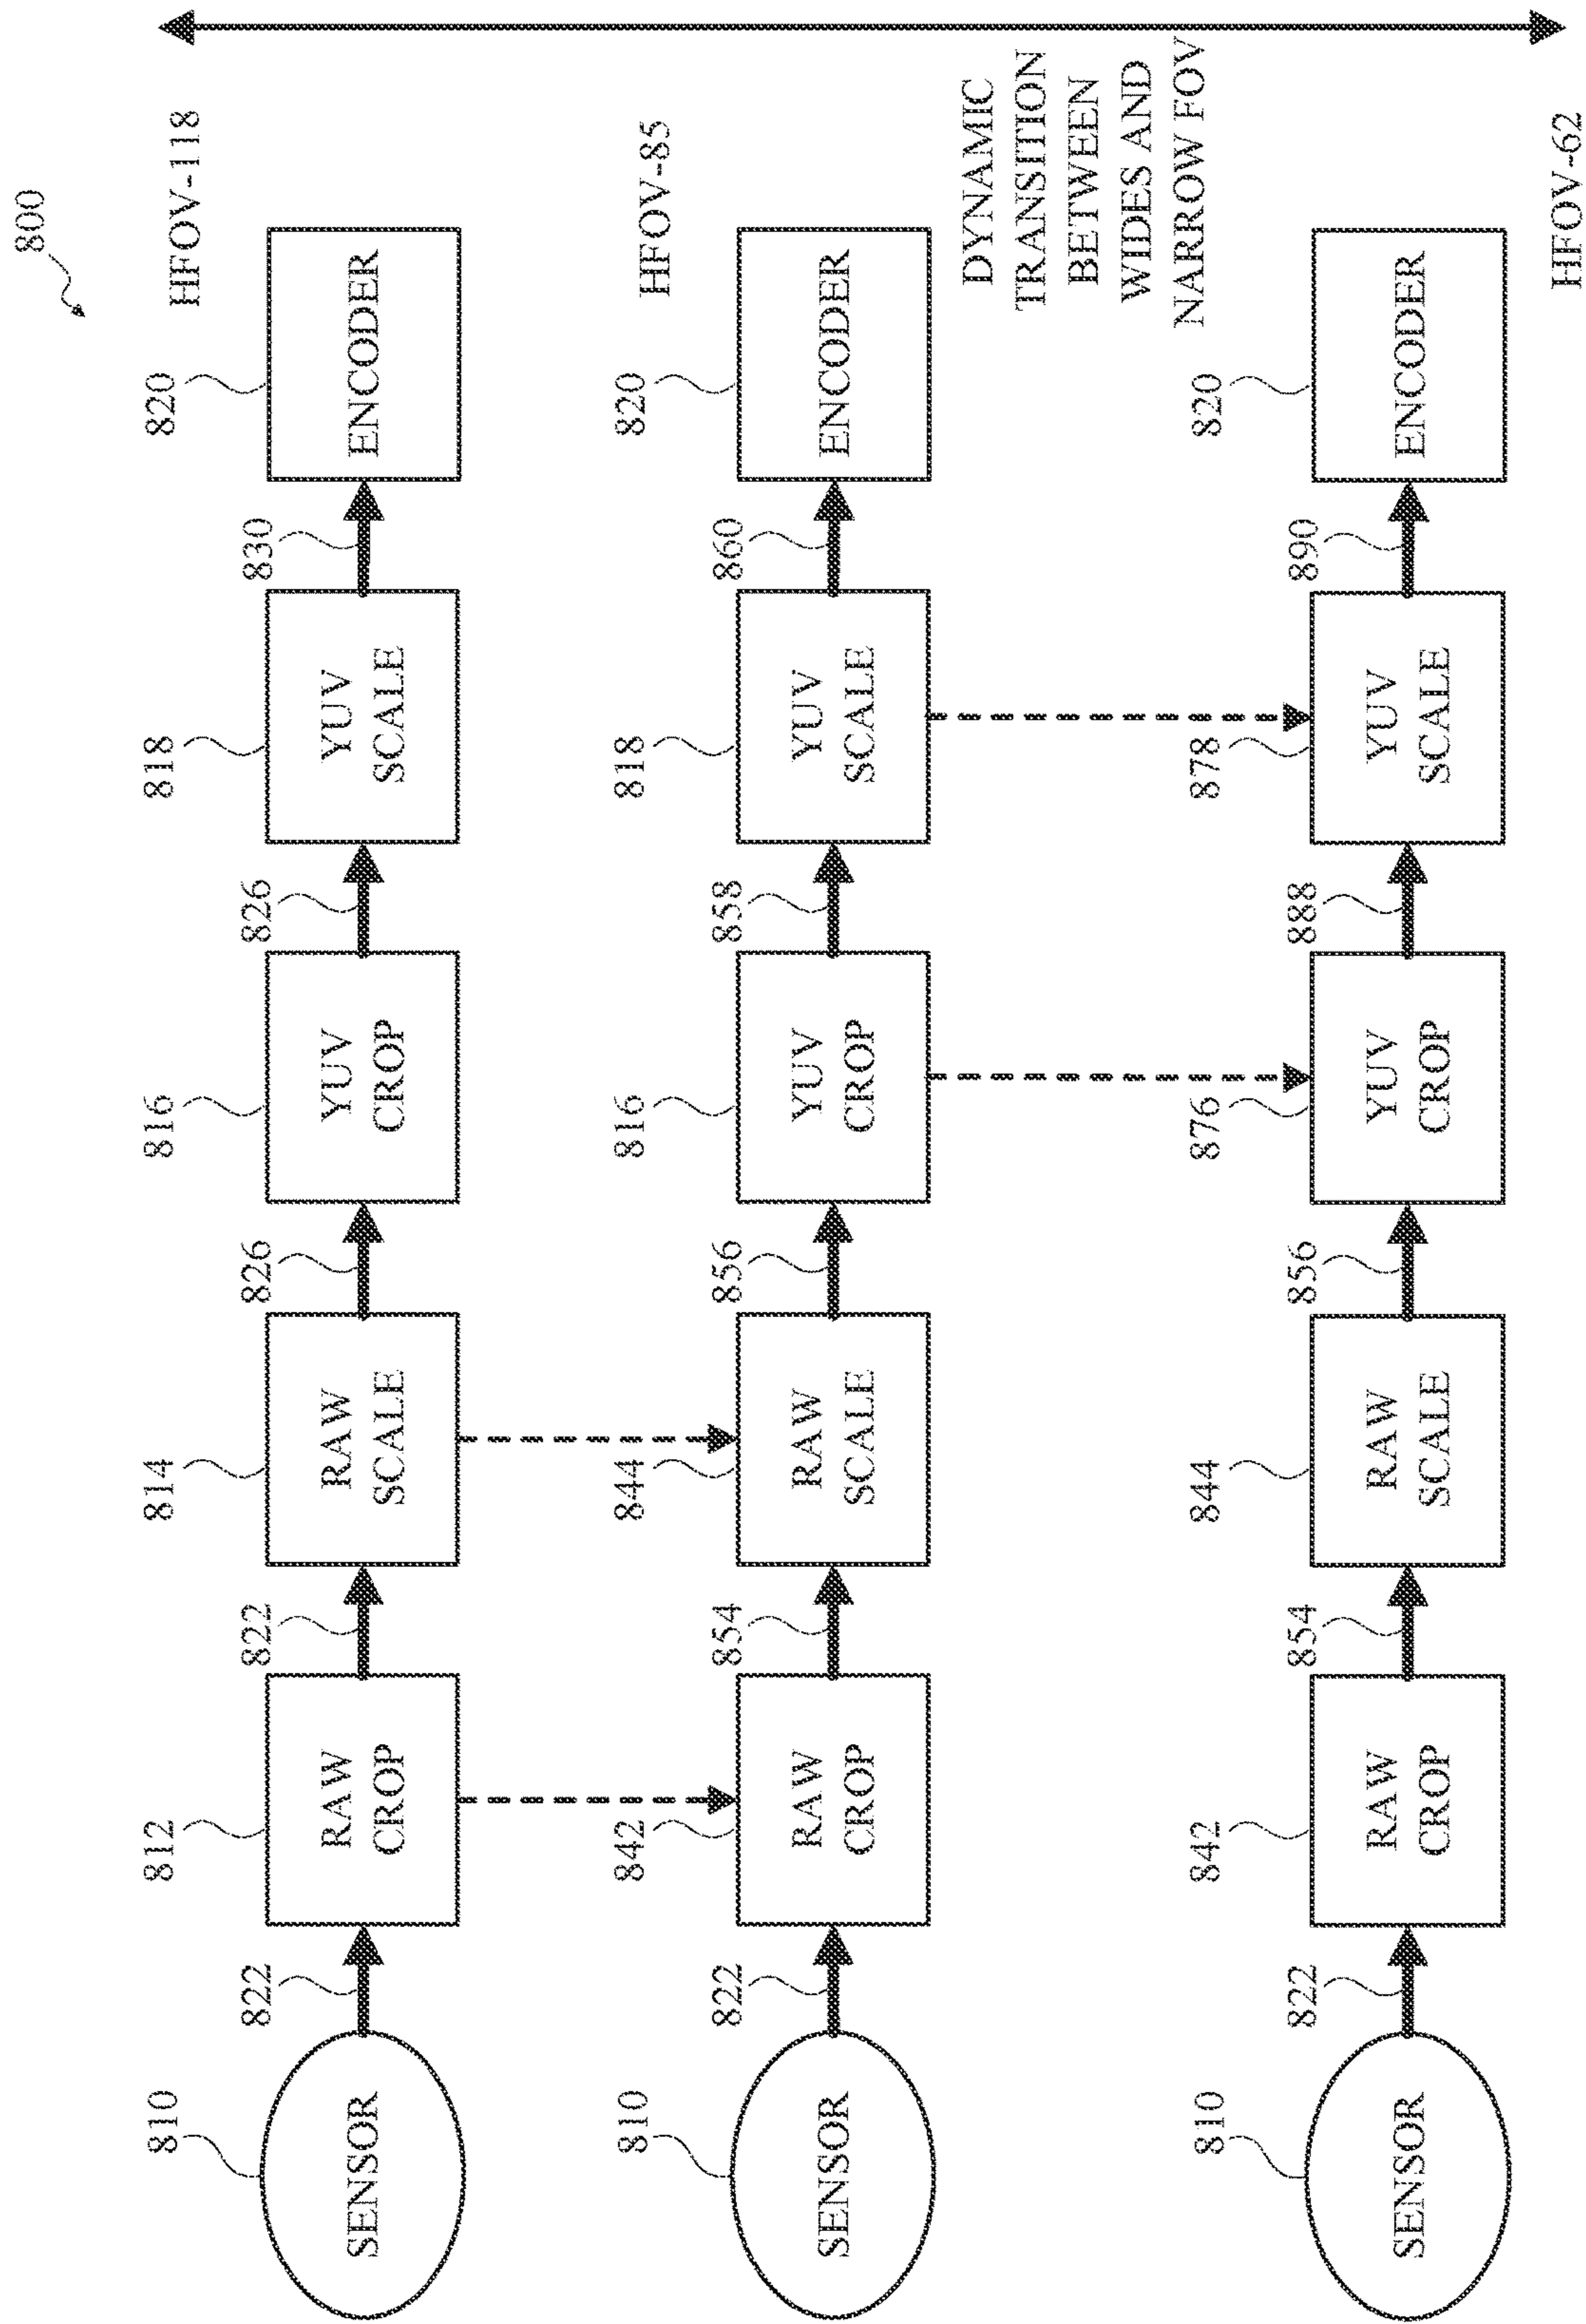 800
HFOV-118
810
SENSOR
822
812
RAW
CROP
822
814
RAW
SCALE
826
816
YUV
CROP
826
818
YUV
SCALE
830
820
ENCODER
HFOV-85
810
SENSOR
822
842
RAW
CROP
854
844
RAW
SCALE
856
816
YUV
CROP
858
818
YUV
SCALE
860
820
ENCODER
DYNAMIC
TRANSITION
BETWEEN
WIDES AND
NARROW FOV
810
SENSOR
822
842
RAW
CROP
854
844
RAW
SCALE
856
876
YUV
CROP
888
878
YUV
SCALE
890
820
ENCODER
HFOV-62